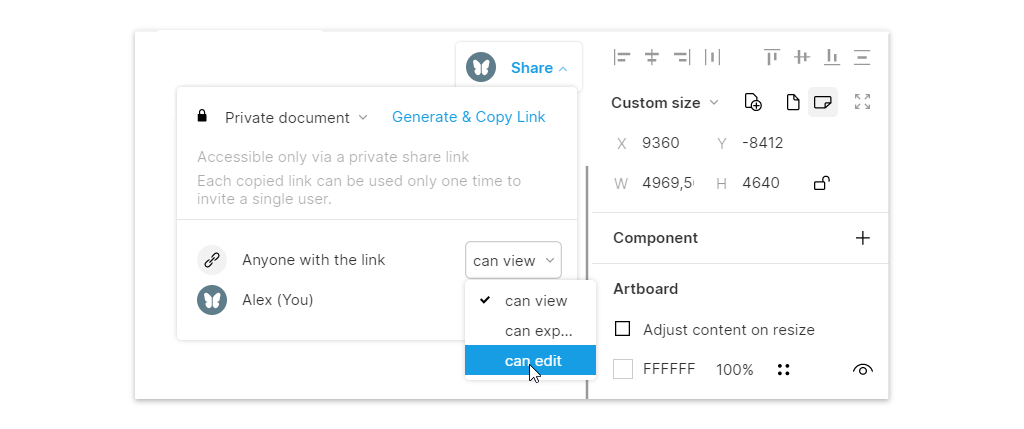 Share
Private document
Generate & Copy Link
Accessible only via a private share link
Each copied link can be used only one time to
invite a single user.
Anyone with the link
can view
Alex (You)
can view
can exp...
can edit
Custom size
X 9360 Y -8412
W 4969,5 H 4640
Component
Artboard
Adjust content on resize
FFFFFF 100%